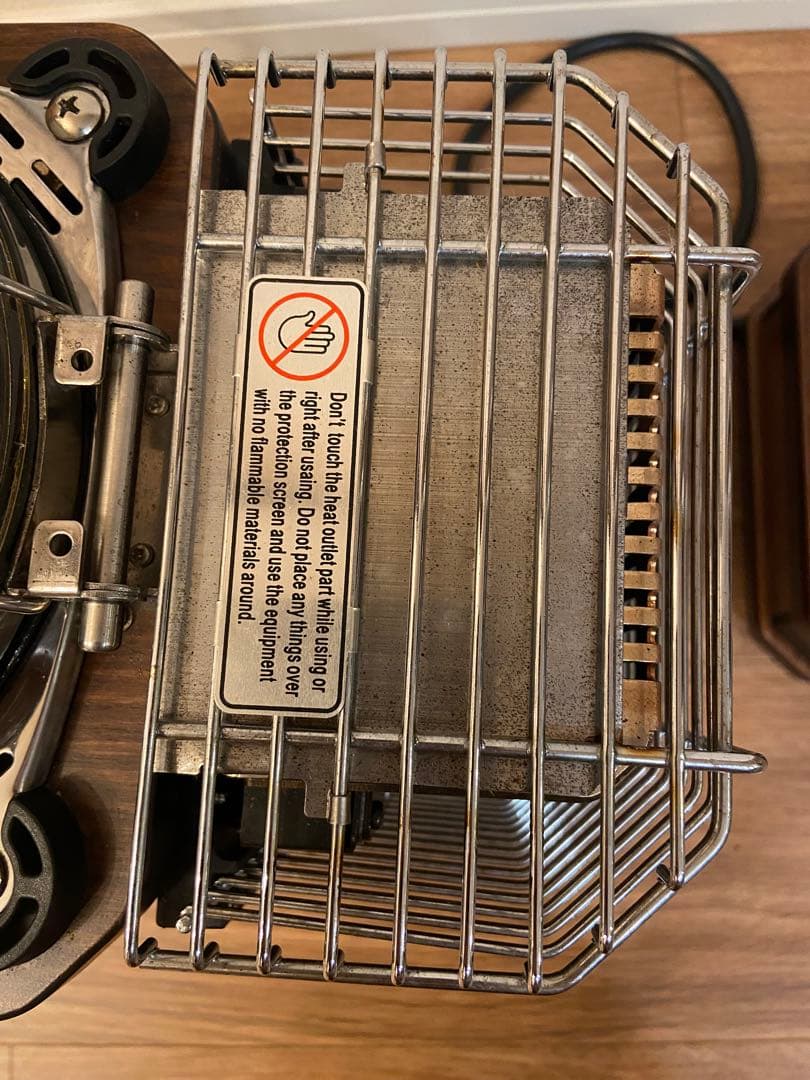 Don't touch the heat outlet part while using or
right after usaing. Do not place any things over
the protection screen and use the equipment
with no flammable materials around.